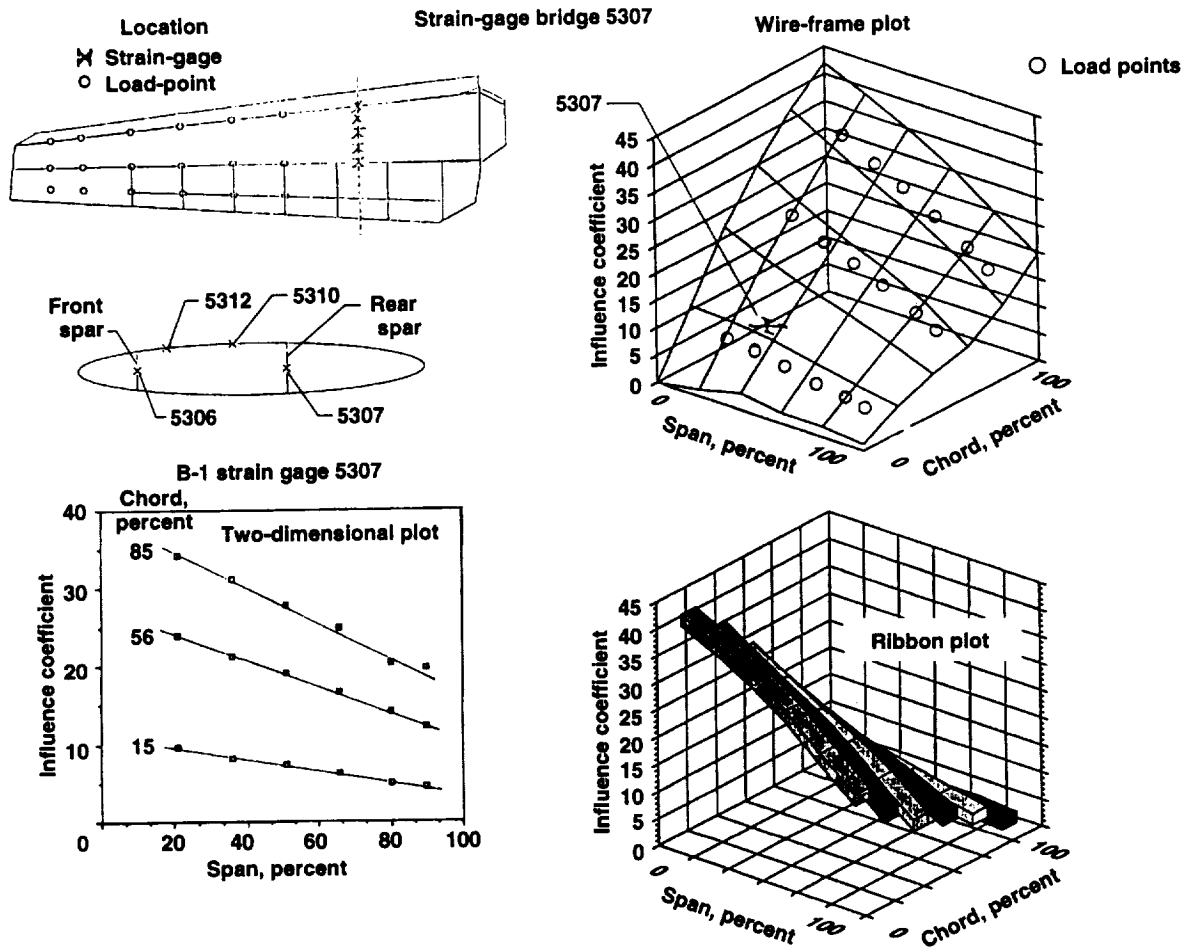 Strain-gage bridge 5307
Location
Strain-gage
Load-point
Front
spar
5312
5310
Rear
spar
5306
5307
Wire-frame plot
Load points
5307
45
40
35
30
25
20
15
10
5
0
Influence coefficient
0
Span, percent
100
0
Chord, percent
100
B-1 strain gage 5307
Chord,
percent
Two-dimensional plot
40
30
20
10
0
85
56
15
Influence coefficient
20
40
60
80
100
Span, percent
Ribbon plot
45
40
35
30
25
20
15
10
5
0
Influence coefficient
0
Span, percent
100
0
Chord, percent
100